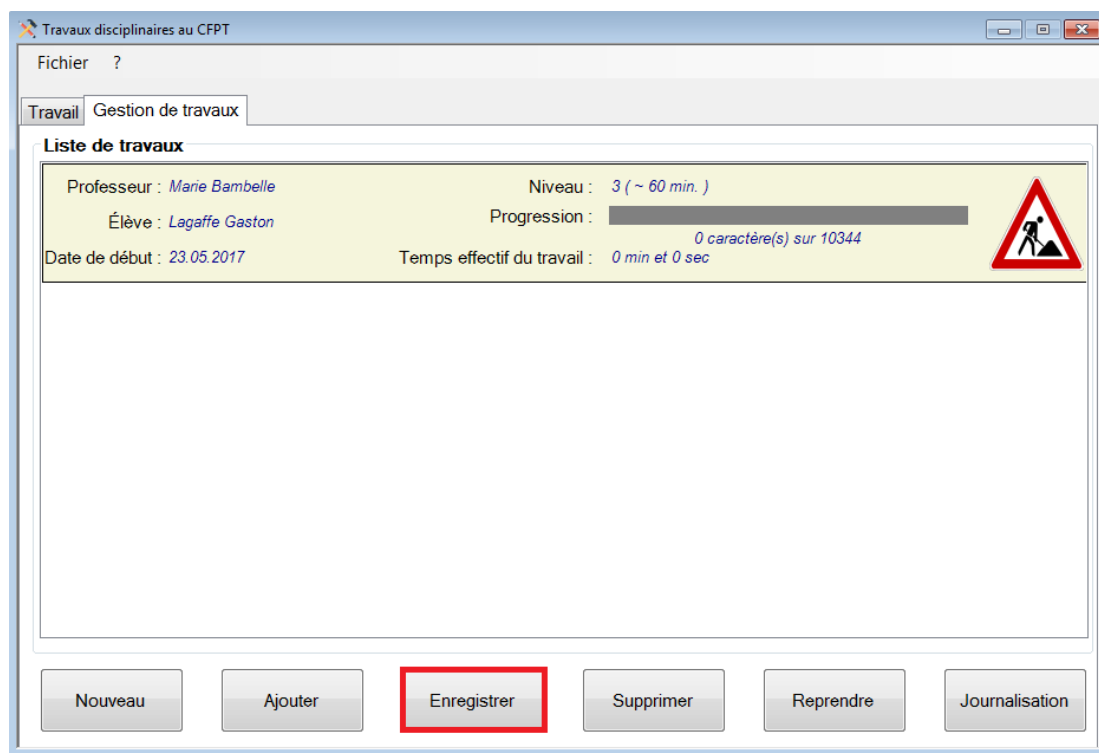 Travaux disciplinaires au CFPT
Fichier ?
Travail Gestion de travaux
Liste de travaux
Professeur : Marie Bambelle Niveau : 3 ( ~ 60 min. )
Élève : Lagaffe Gaston Progression :
0 caractère(s) sur 10344
Date de début : 23.05.2017 Temps effectif du travail : 0 min et 0 sec
Nouveau Ajouter Enregistrer Supprimer Reprendre Journalisation